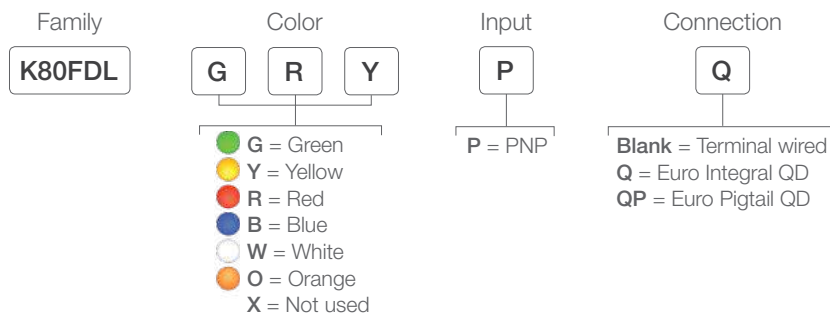 Family Color Input Connection
K80FDL G R Y P Q
G = Green
Y = Yellow
R = Red
B = Blue
W = White
O = Orange
X = Not used
P = PNP
Blank = Terminal wired
Q = Euro Integral QD
QP = Euro Pigtail QD